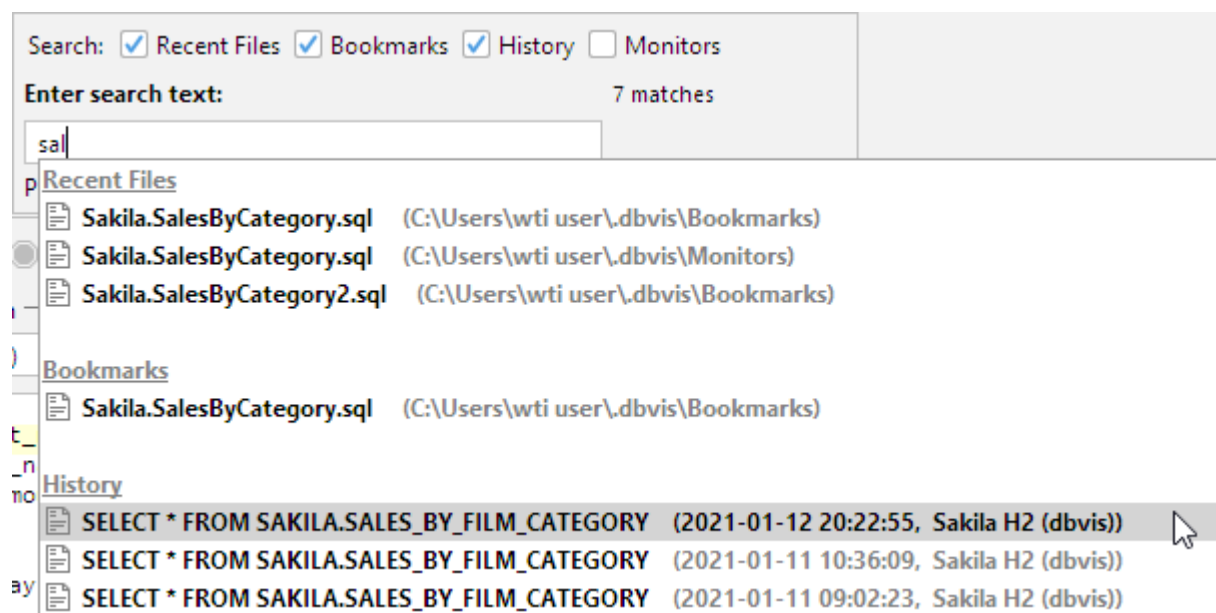 Search: Recent Files Bookmarks History Monitors
Enter search text: 7 matches
sal
Recent Files
Sakila.SalesByCategory.sql (C:\Users\wti user\.dbvis\Bookmarks)
Sakila.SalesByCategory.sql (C:\Users\wti user\.dbvis\Monitors)
Sakila.SalesByCategory2.sql (C:\Users\wti user\.dbvis\Bookmarks)
Bookmarks
Sakila.SalesByCategory.sql (C:\Users\wti user\.dbvis\Bookmarks)
History
SELECT * FROM SAKILA.SALES_BY_FILM_CATEGORY (2021-01-12 20:22:55, Sakila H2 (dbvis))
SELECT * FROM SAKILA.SALES_BY_FILM_CATEGORY (2021-01-11 10:36:09, Sakila H2 (dbvis))
SELECT * FROM SAKILA.SALES_BY_FILM_CATEGORY (2021-01-11 09:02:23, Sakila H2 (dbvis))